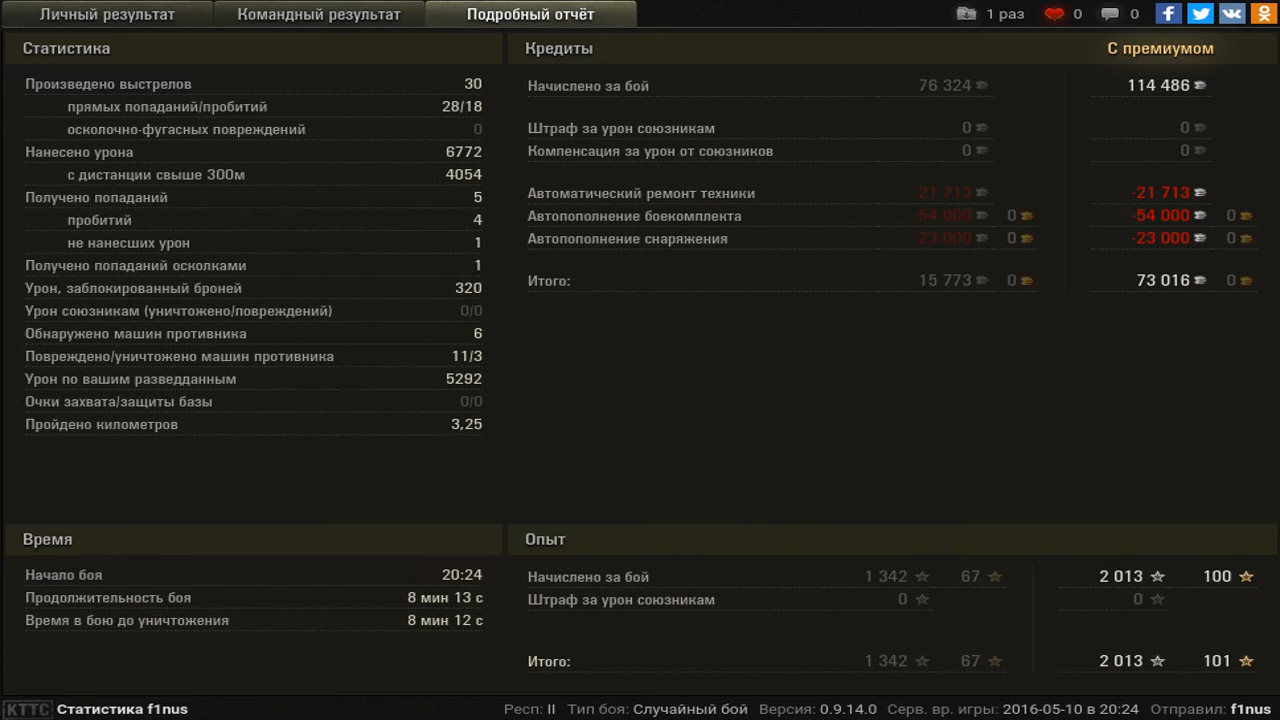 Личный результат Командный результат Подробный отчёт 1 раз 0 0
Статистика
Произведено выстрелов 30
прямых попаданий/пробитий 28/18
осколочно-фугасных повреждений 0
Нанесено урона 6772
с дистанции свыше 300м 4054
Получено попаданий 5
пробитий 4
не нанесших урон 1
Получено попаданий осколками 1
Урон, заблокированный броней 320
Урон союзникам (уничтожено/повреждений) 0/0
Обнаружено машин противника 6
Повреждено/уничтожено машин противника 11/3
Урон по вашим разведданным 5292
Очки захвата/защиты базы 0/0
Пройдено километров 3,25
Кредиты С премиумом
Начислено за бой 76 324 114 486
Штраф за урон союзникам 0 0
Компенсация за урон от союзников 0 0
Автоматический ремонт техники -21 713 -21 713
Автопополнение боекомплекта -54 000 0 -54 000 0
Автопополнение снаряжения -23 000 0 -23 000 0
Итого: 15 773 0 73 016 0
Время
Начало боя 20:24
Продолжительность боя 8 мин 13 с
Время в бою до уничтожения 8 мин 12 с
Опыт
Начислено за бой 1 342 67 2 013 100
Штраф за урон союзникам 0 0
Итого: 1 342 67 2 013 101
КТТС Статистика f1nus Респ: II Тип боя: Случайный бой Версия: 0.9.14.0 Серв. вр. игры: 2016-05-10 в 20:24 Отправил: f1nus